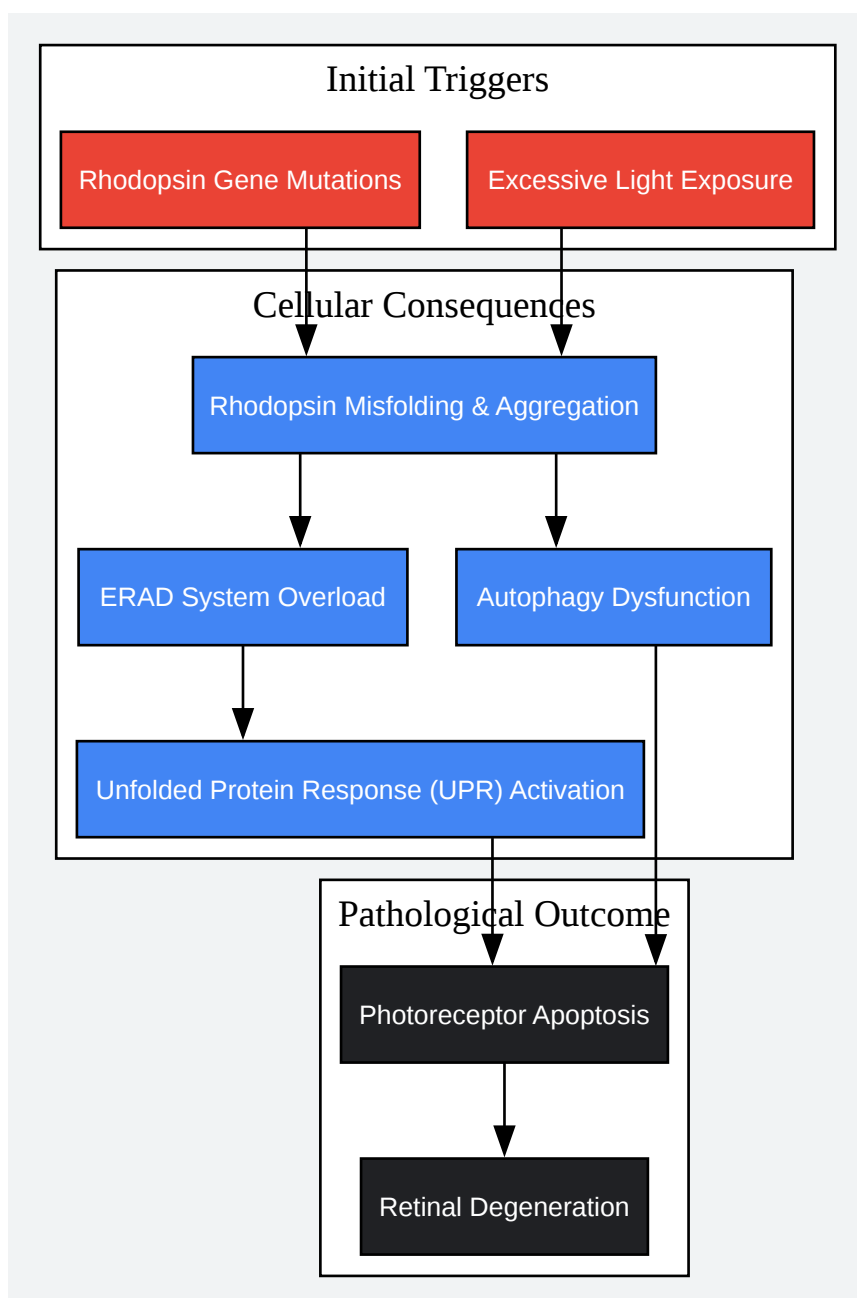 Initial Triggers
Rhodopsin Gene Mutations
Excessive Light Exposure
Cellular Consequences
Rhodopsin Misfolding & Aggregation
ERAD System Overload
Autophagy Dysfunction
Unfolded Protein Response (UPR) Activation
Pathological Outcome
Photoreceptor Apoptosis
Retinal Degeneration